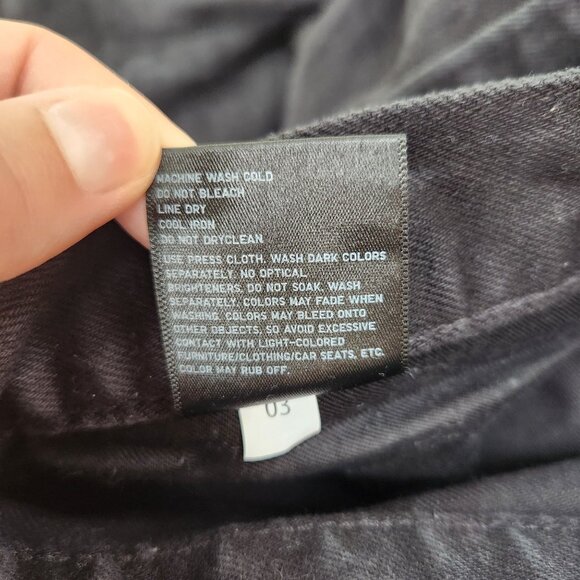 MACHINE WASH COLD
DO NOT BLEACH
LINE DRY
COOL IRON
DO NOT DRYCLEAN
USE PRESS CLOTH. WASH DARK COLORS
SEPARATELY. NO OPTICAL
BRIGHTENERS. DO NOT SOAK. WASH
SEPARATELY. COLORS MAY FADE WHEN
WASHING. COLORS MAY BLEED ONTO
OTHER OBJECTS, SO AVOID EXCESSIVE
CONTACT WITH LIGHT-COLORED
FURNITURE/CLOTHING/CAR SEATS, ETC.
COLOR MAY RUB OFF.
03